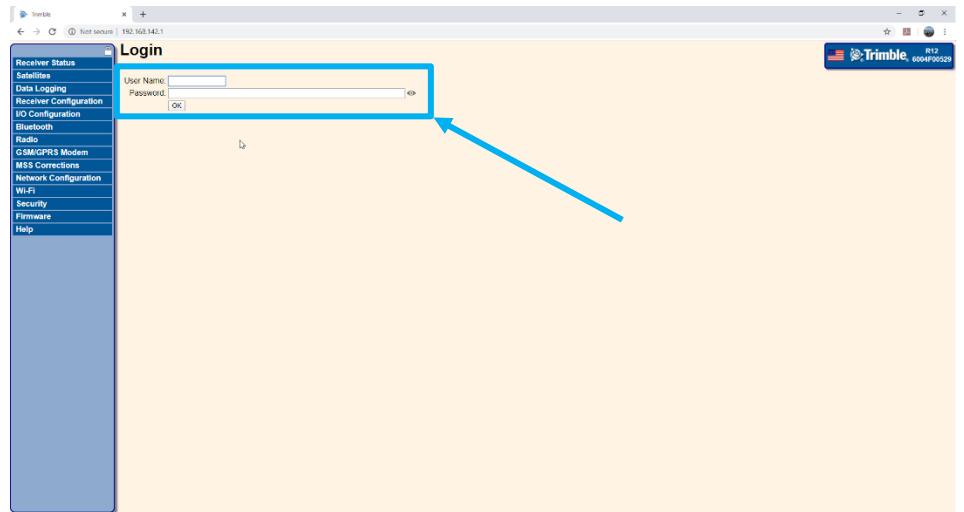 Trimble
Not secure | 192.168.142.1
Login
Trimble. R12
6004F00529
Receiver Status
Satellites
Data Logging
Receiver Configuration
I/O Configuration
Bluetooth
Radio
GSM/GPRS Modem
MSS Corrections
Network Configuration
Wi-Fi
Security
Firmware
Help
User Name:
Password:
OK